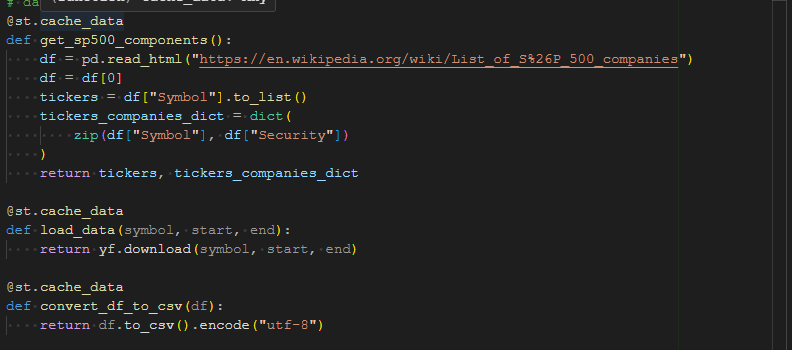 # da
@st.cache_data
def get_sp500_components():
    df = pd.read_html("https://en.wikipedia.org/wiki/List_of_S%26P_500_companies")
    df = df[0]
    tickers = df["Symbol"].to_list()
    tickers_companies_dict = dict(
        zip(df["Symbol"], df["Security"])
    )
    return tickers, tickers_companies_dict
@st.cache_data
def load_data(symbol, start, end):
    return yf.download(symbol, start, end)
@st.cache_data
def convert_df_to_csv(df):
    return df.to_csv().encode("utf-8")